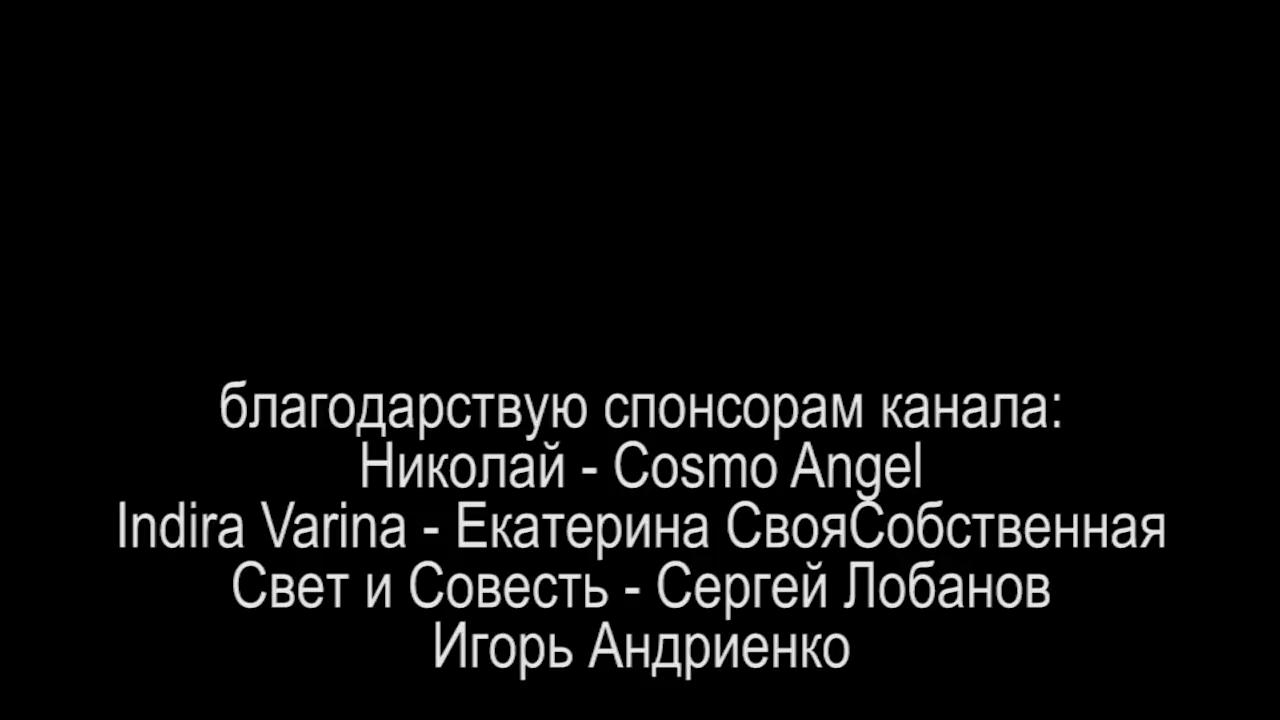 благодарствую спонсорам канала:
Николай - Cosmo Angel
Indira Varina - Екатерина СвояСобственная
Свет и Совесть - Сергей Лобанов
Игорь Андриенко